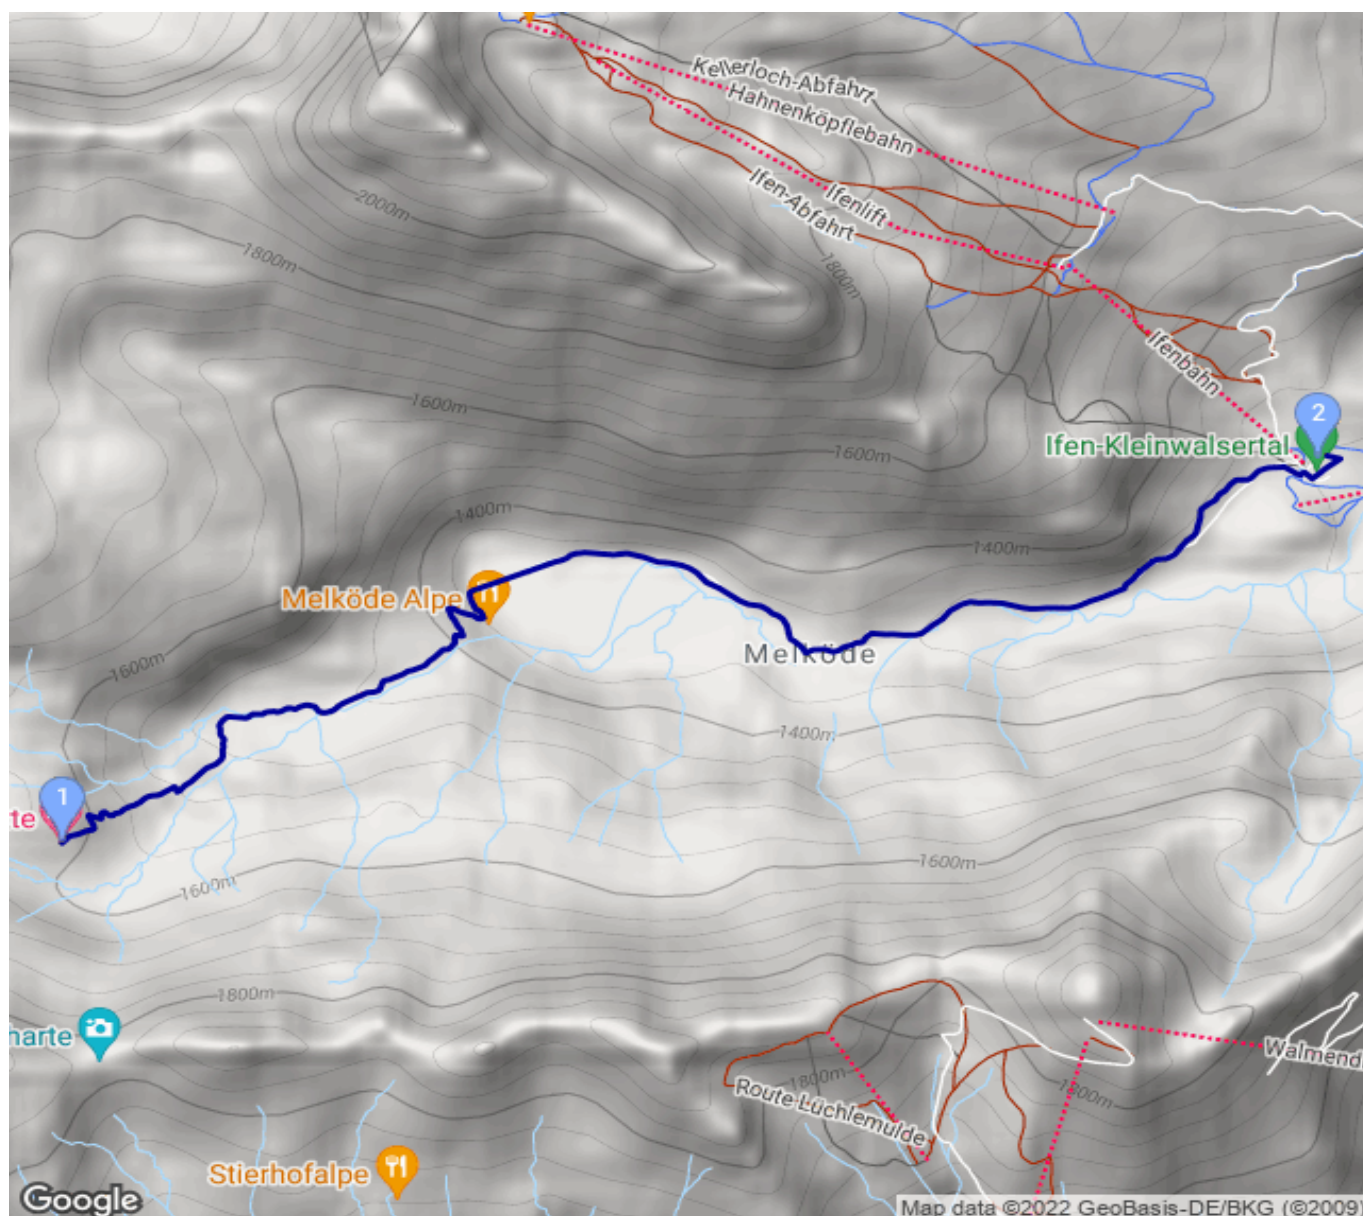 Kellerloch-Abfahrt
Hahnenköpflebahn
Ifenlift
Ifen-Abfahrt
2000m
1800m
1800m
Ifenbahn
1600m
2
Ifen-Kleinwalsertal
1600m
1400m
1400m
Melköde Alpe
Melköde
1600m
1400m
1
te
1600m
1600m
1800m
harte
Walmend
1800m
1800m
Route Lüchlemulde
Stierhofalpe
Google
Map data ©2022 GeoBasis-DE/BKG (©2009)